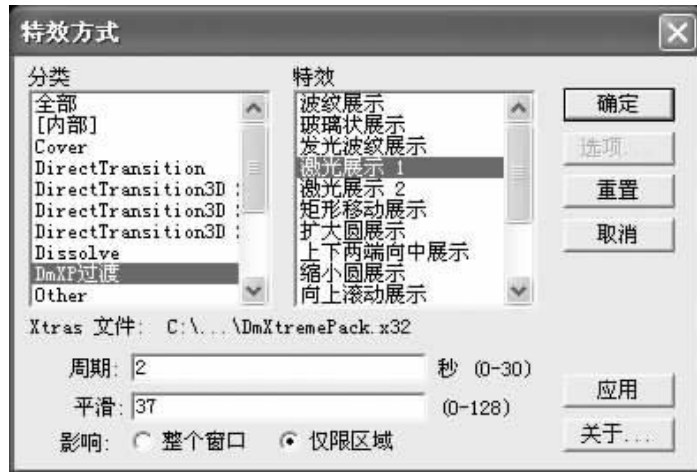 特效方式
分类
全部
[内部]
Cover
DirectTransition
DirectTransition3D
DirectTransition3D
DirectTransition3D
Dissolve
DmXP过渡
Other
特效
波纹展示
玻璃状展示
发光波纹展示
激光展示 1
激光展示 2
矩形移动展示
扩大圆展示
上下两端向中展示
缩小圆展示
向上滚动展示
确定
选项...
重置
取消
Xtras 文件: C:\...\DmXtremePack.x32
周期: 2 秒 (0-30)
平滑: 37 (0-128)
影响: 整个窗口 仅限区域
应用
关于...